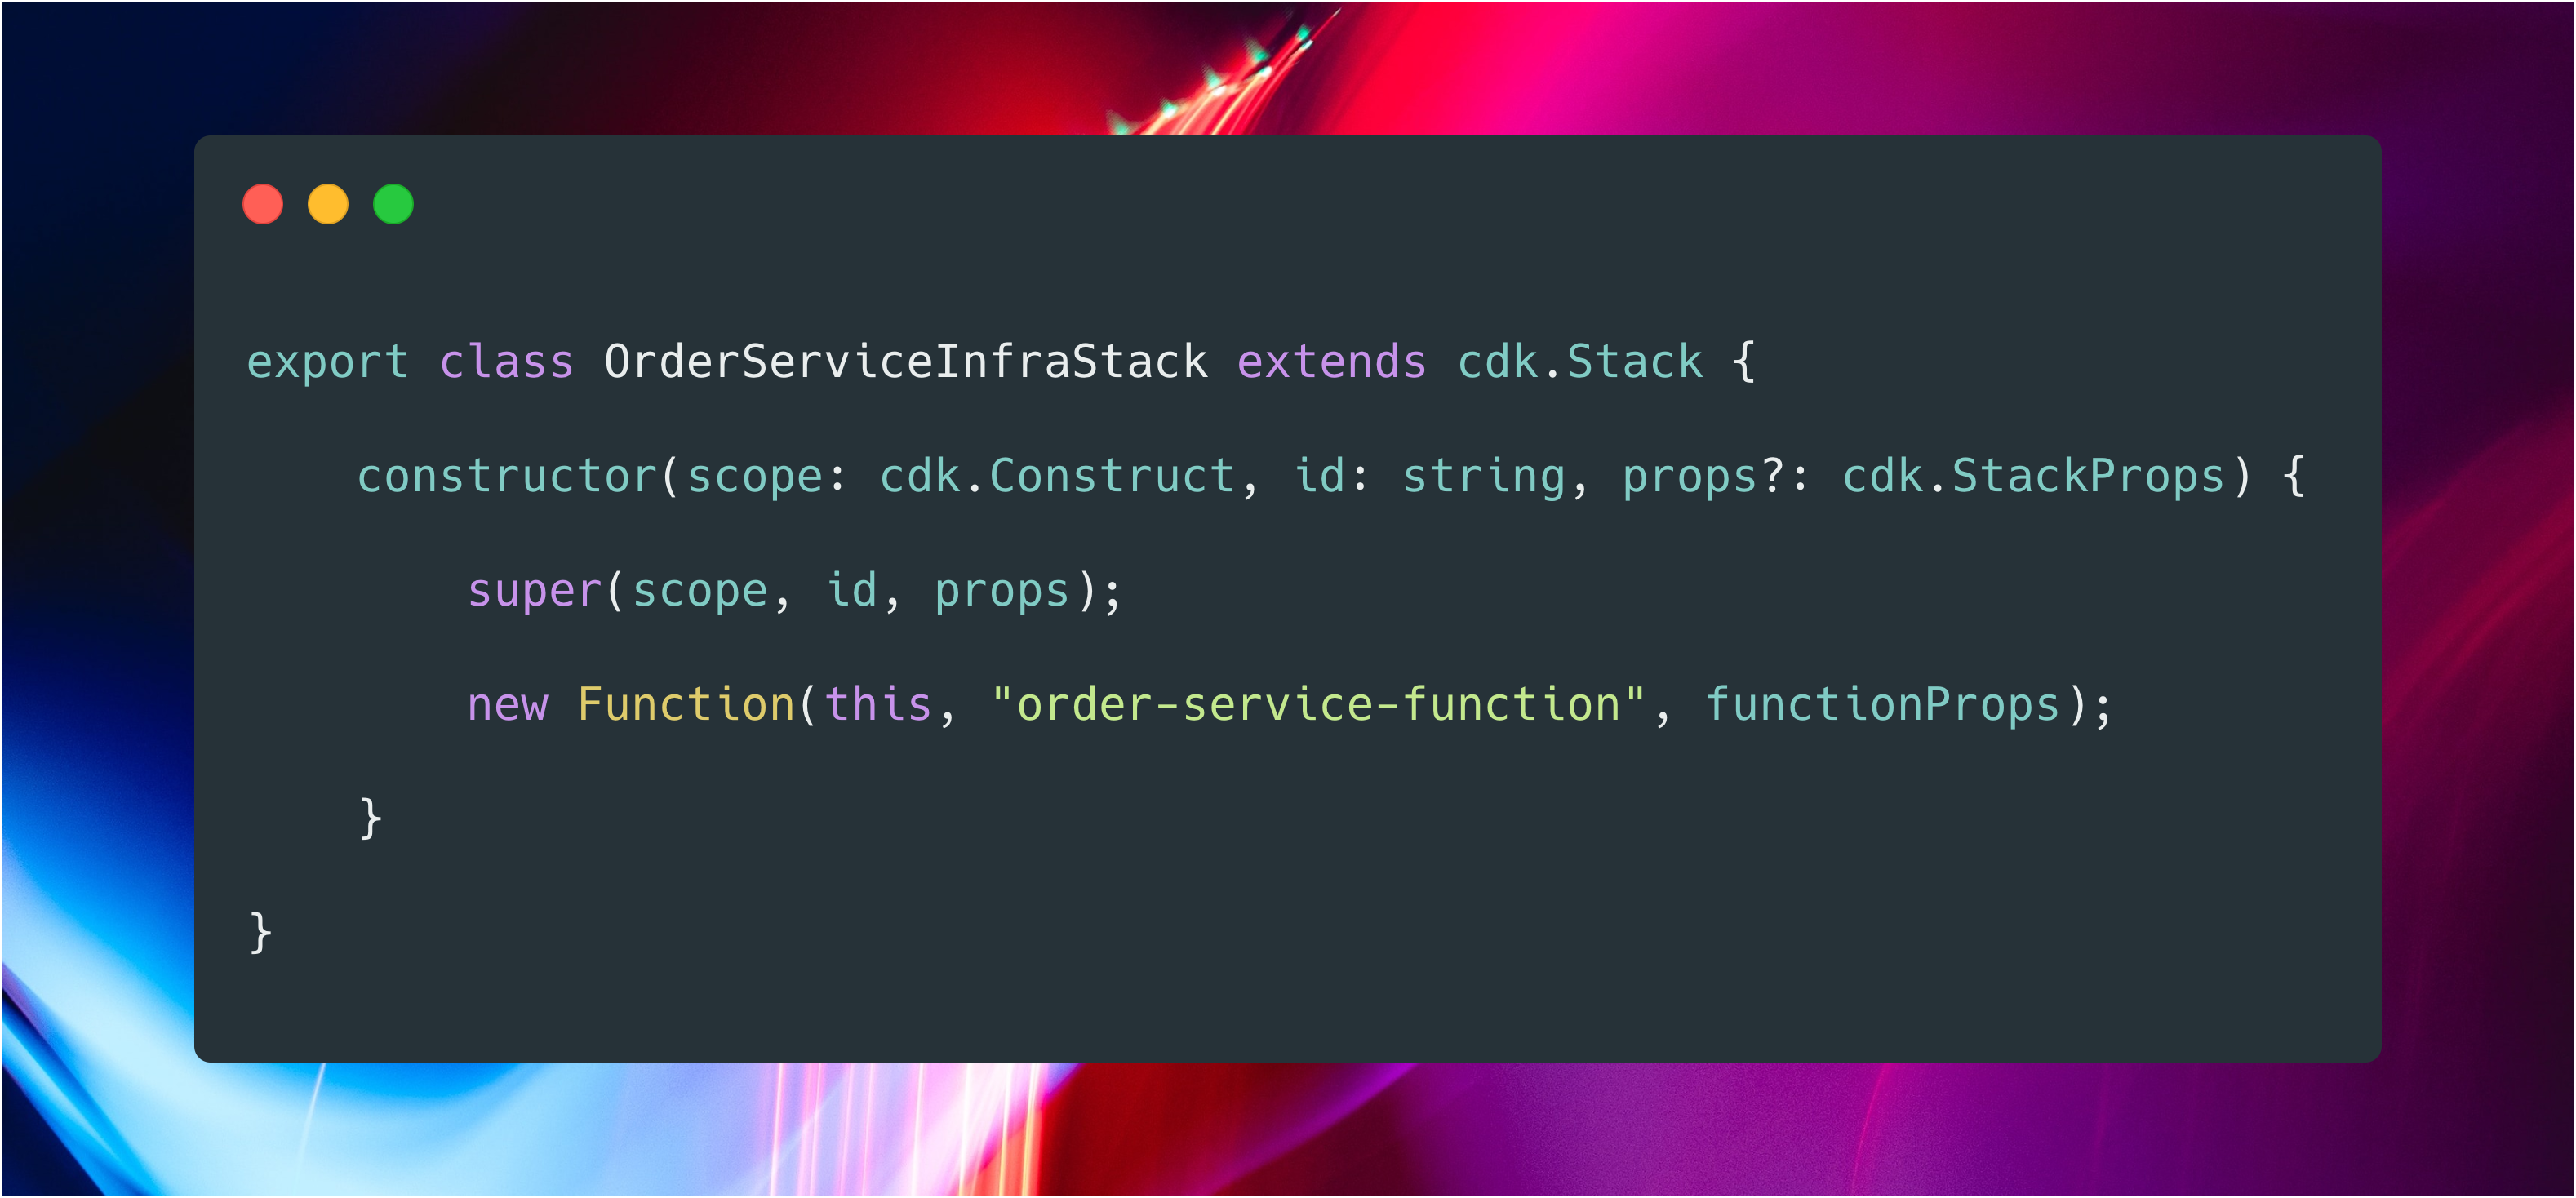 export class OrderServiceInfraStack extends cdk.Stack {
constructor(scope: cdk.Construct, id: string, props?: cdk.StackProps) {
super(scope, id, props);
new Function(this, "order-service-function", functionProps);
}
}